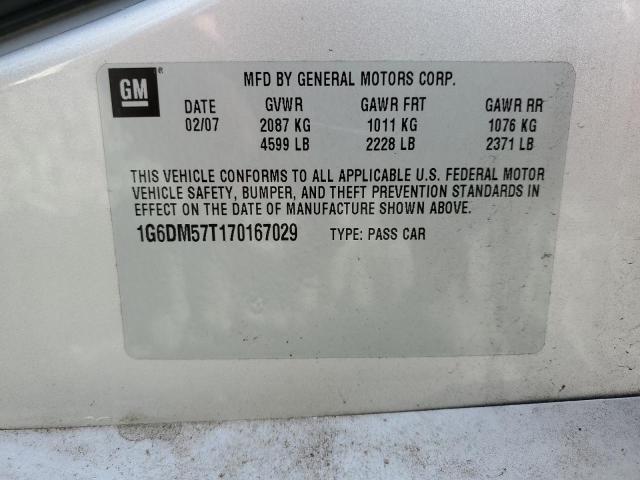 GM ®
MFD BY GENERAL MOTORS CORP.
DATE GVWR GAWR FRT GAWR RR
02/07 2087 KG 1011 KG 1076 KG
4599 LB 2228 LB 2371 LB
THIS VEHICLE CONFORMS TO ALL APPLICABLE U.S. FEDERAL MOTOR
VEHICLE SAFETY, BUMPER, AND THEFT PREVENTION STANDARDS IN
EFFECT ON THE DATE OF MANUFACTURE SHOWN ABOVE.
1G6DM57T170167029 TYPE: PASS CAR